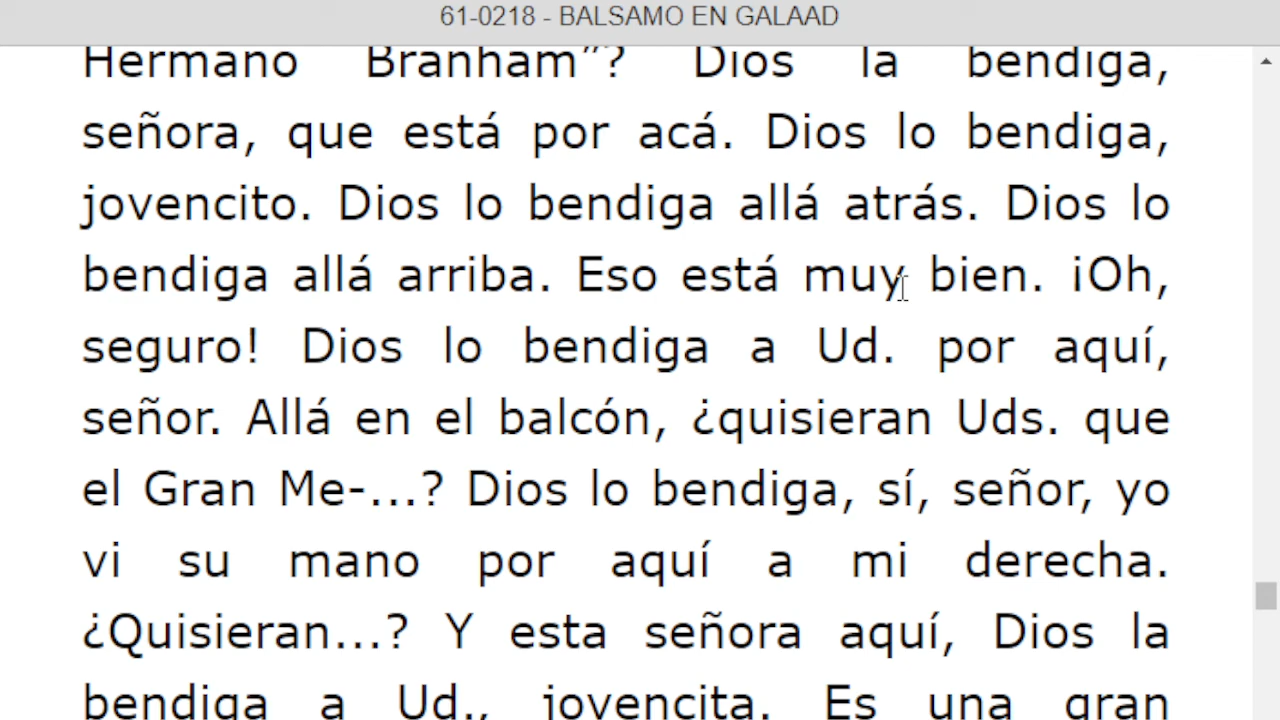 61-0218 - BALSAMO EN GALAAD
Hermano Branham”? Dios la bendiga,
señora, que está por acá. Dios lo bendiga,
jovencito. Dios lo bendiga allá atrás. Dios lo
bendiga allá arriba. Eso está muy bien. ¡Oh,
seguro! Dios lo bendiga a Ud. por aquí,
señor. Allá en el balcón, ¿quisieran Uds. que
el Gran Me-...? Dios lo bendiga, sí, señor, yo
vi su mano por aquí a mi derecha.
¿Quisieran...? Y esta señora aquí, Dios la
bendiga a Ud., jovencita. Es una gran